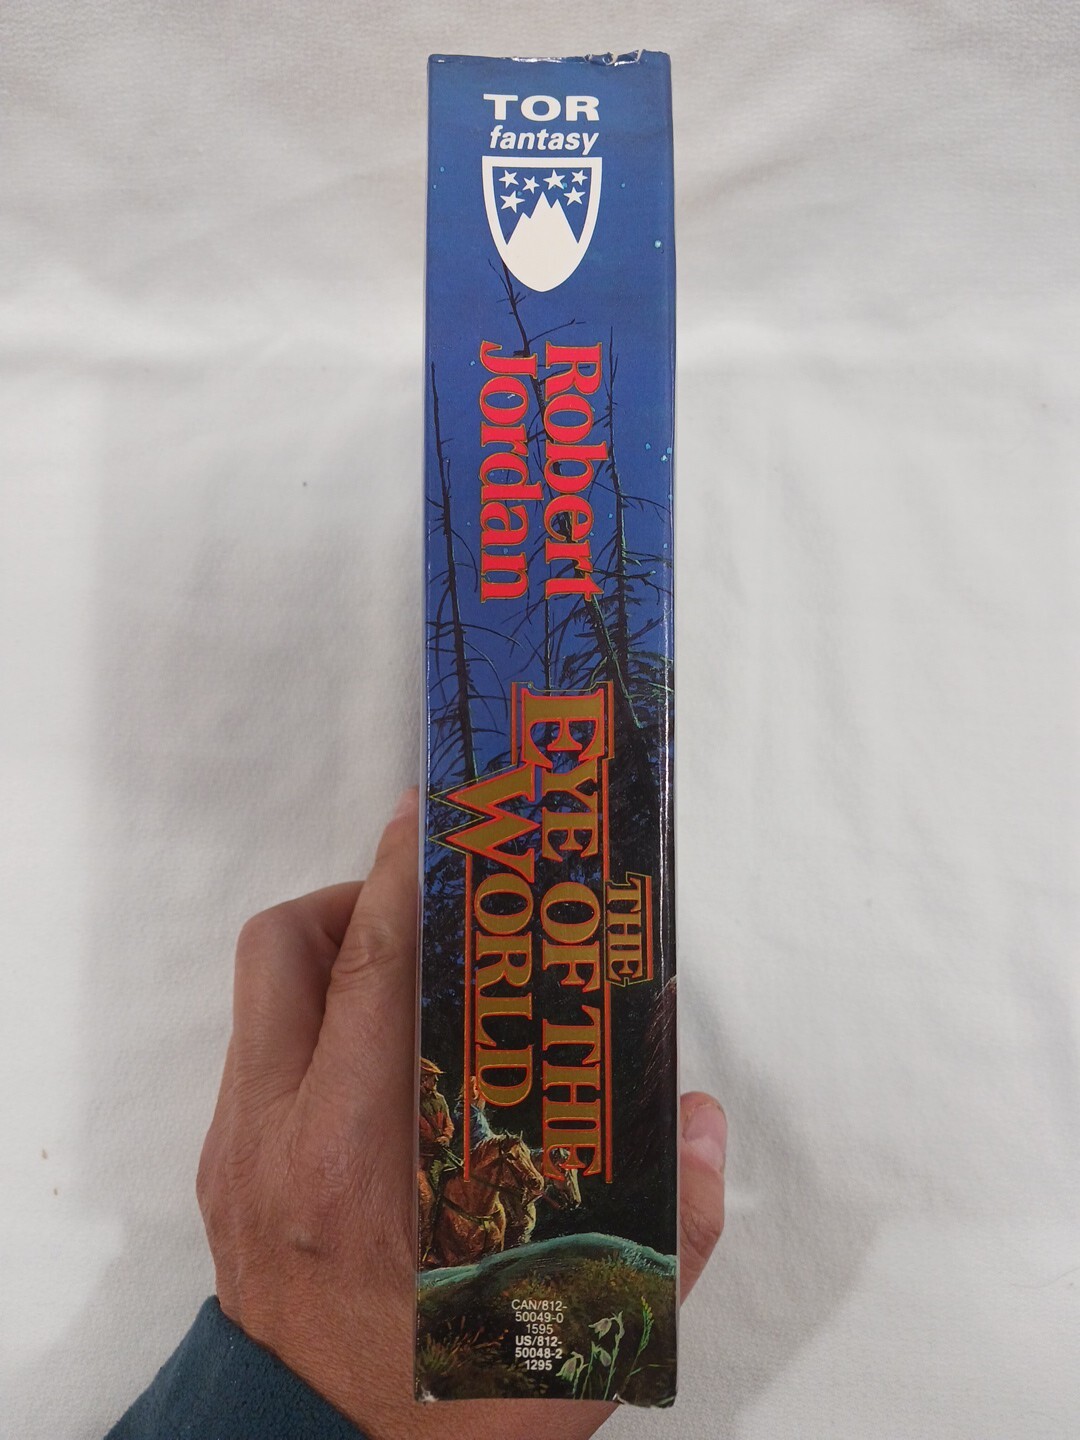 TOR
fantasy
Robert
Jordan
THE
EYE OF THE
WORLD
CAN/812-
50049-0
1595
US/812-
50048-2
1295